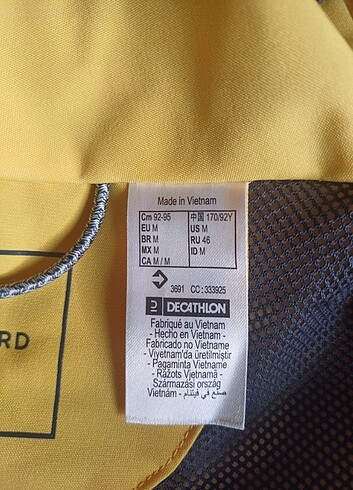 Made in Vietnam
Cm 92-95 中国 170/92Y
EU M US M
BR M RU 46
MX M ID M
CA M / M
3691 CC:333925
DECATHLON
Fabriqué au Vietnam
- Hecho en Vietnam -
Fabricado no Vietname
- Viyetnam'da üretilmiştir
- Pagaminta Vietname
- Ražots Vjetnamā -
Származási ország
Vietnám - صنع في فيتنام
RD